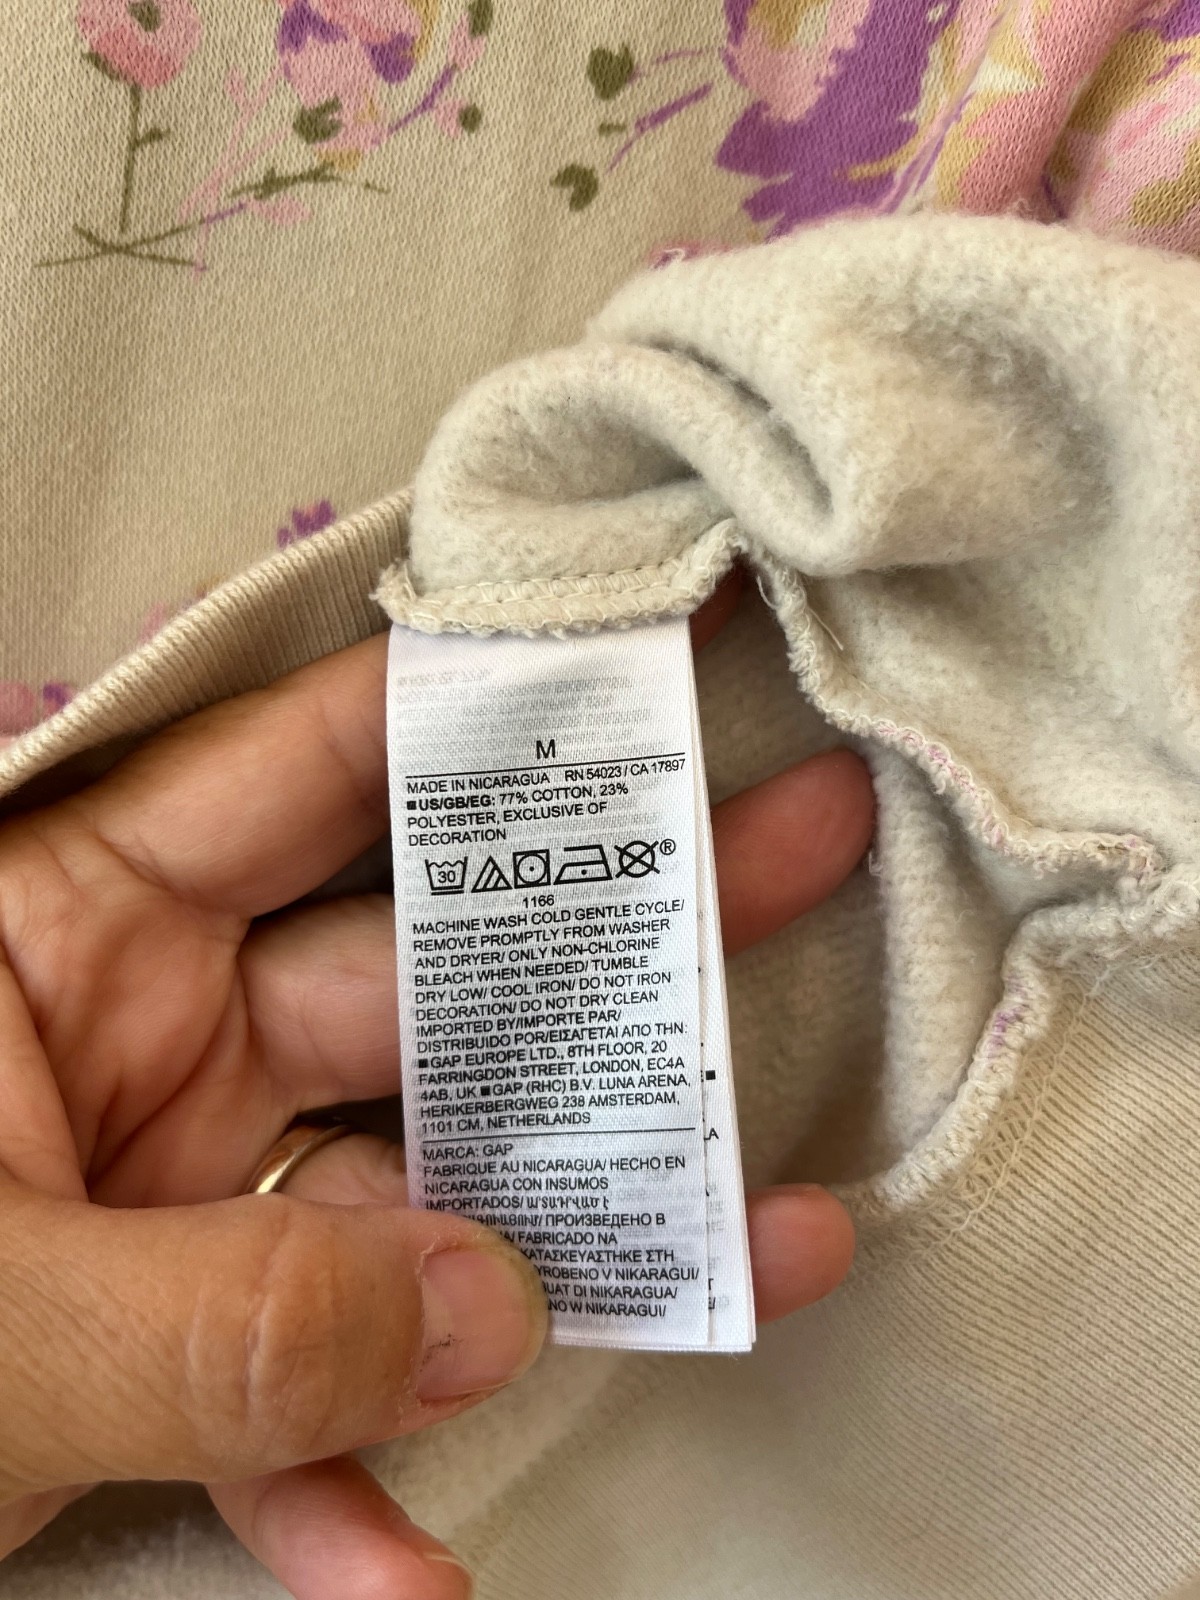 M
MADE IN NICARAGUA RN 54023 / CA 17897
■US/GB/EG: 77% COTTON, 23%
POLYESTER, EXCLUSIVE OF
DECORATION
30 ®
1166
MACHINE WASH COLD GENTLE CYCLE/
REMOVE PROMPTLY FROM WASHER
AND DRYER/ ONLY NON-CHLORINE
BLEACH WHEN NEEDED/ TUMBLE
DRY LOW/ COOL IRON/ DO NOT IRON
DECORATION/ DO NOT DRY CLEAN
IMPORTED BY/IMPORTE PAR/
DISTRIBUIDO POR/ΕΙΣΑΓΕΤΑΙ ΑΠΟ ΤΗΝ:
■GAP EUROPE LTD., 8TH FLOOR, 20
FARRINGDON STREET, LONDON, EC4A
4AB, UK ■GAP (RHC) B.V. LUNA ARENA,
HERIKERBERGWEG 238 AMSTERDAM,
1101 CM, NETHERLANDS
MARCA: GAP
FABRIQUE AU NICARAGUA/ HECHO EN
NICARAGUA CON INSUMOS
IMPORTADOS/ ԱՐՏԱԴՐՎԱԾ Է
ПРОИЗВЕДЕНО В
FABRICADO NA
ΚΑΤΑΣΚΕΥΑΣΤΗΚΕ ΣΤΗ
YROBENO V NIKARAGUI/
UAT DI NIKARAGUA/
NO W NIKARAGUI/